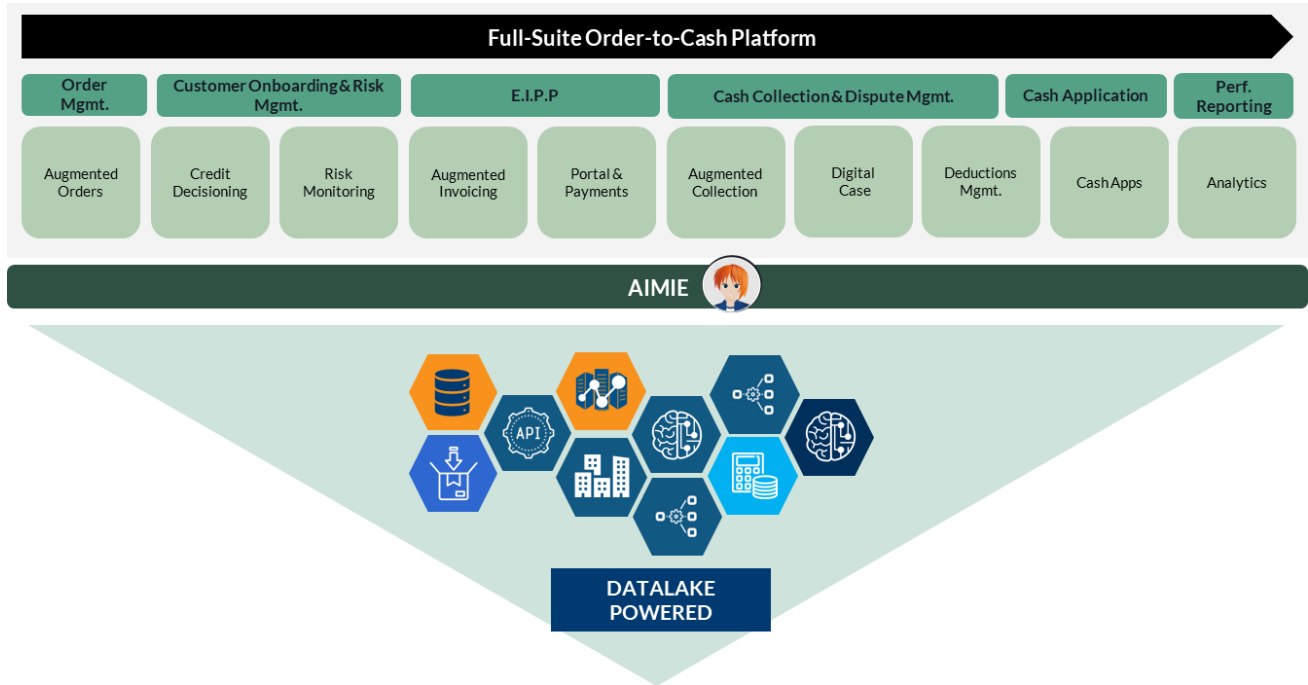 Full-Suite Order-to-Cash Platform
Order
Mgmt.
Customer Onboarding & Risk
Mgmt.
E.I.P.P
Cash Collection & Dispute Mgmt.
Cash Application
Perf.
Reporting
Augmented
Orders
Credit
Decisioning
Risk
Monitoring
Augmented
Invoicing
Portal &
Payments
Augmented
Collection
Digital
Case
Deductions
Mgmt.
Cash Apps
Analytics
AIMIE
API
DATALAKE
POWERED